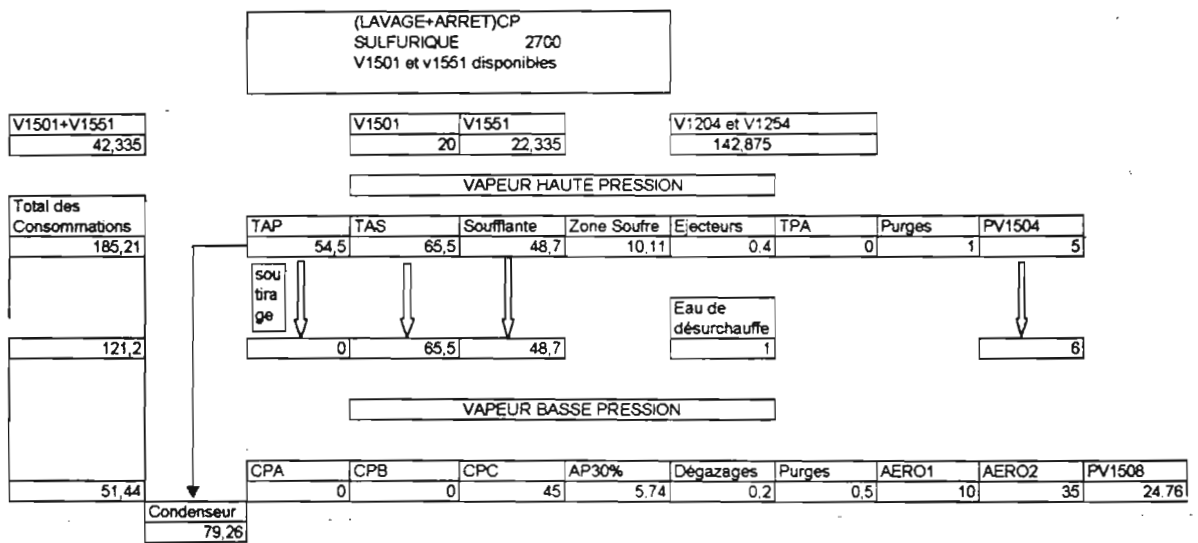 (LAVAGE+ARRET)CP
SULFURIQUE 2700
V1501 et v1551 disponibles
V1501+V1551 V1501 V1551 V1204 et V1254
42,335 20 22,335 142,875
VAPEUR HAUTE PRESSION
Total des
Consommations TAP TAS Soufflante Zone Soufre Ejecteurs TPA Purges PV1504
185,21 54,5 65,5 48,7 10,11 0.4 0 1 5
sou
tira
ge
Eau de
désurchauffe
121,2 0 65,5 48,7 1 6
VAPEUR BASSE PRESSION
CPA CPB CPC AP30% Dégazages Purges AERO1 AERO2 PV1508
51,44 0 0 45 5.74 0,2 0,5 10 35 24.76
Condenseur
79,26